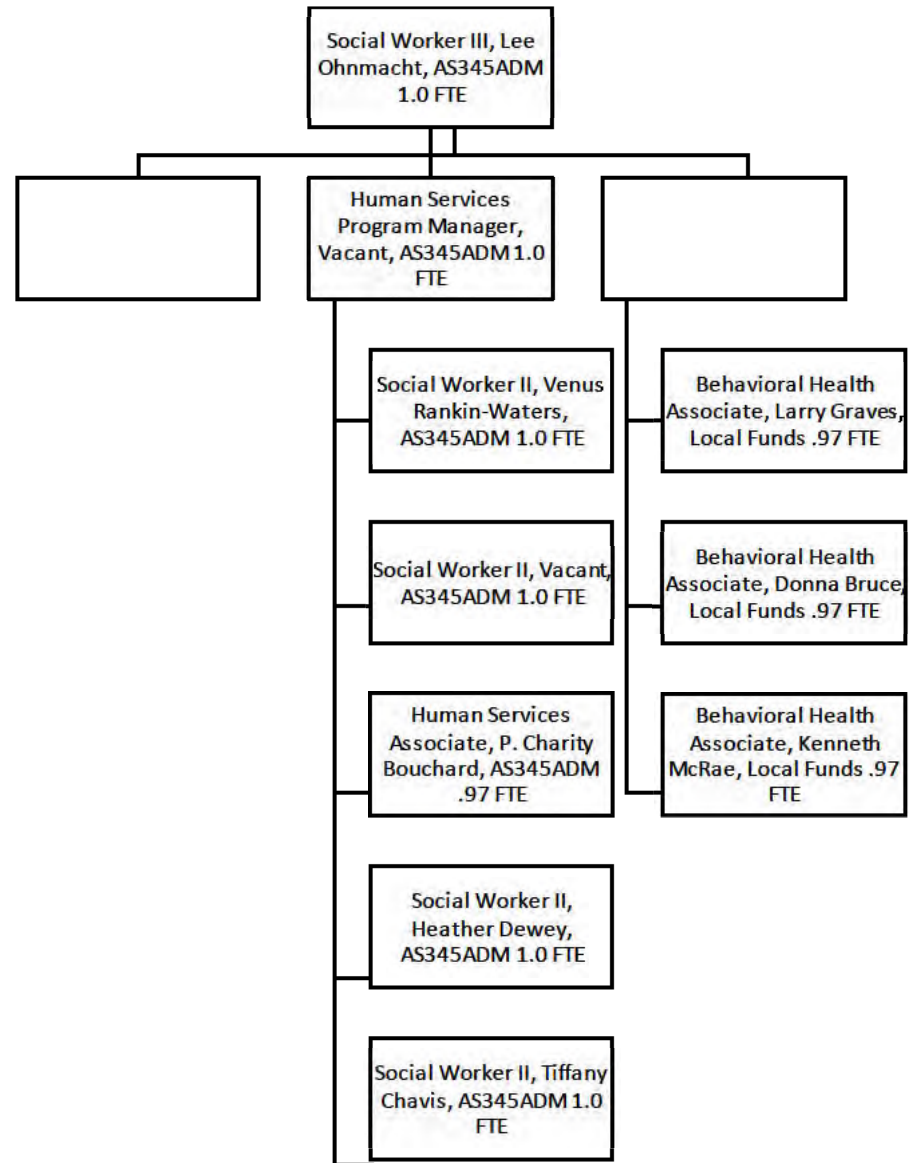 Social Worker III, Lee
Ohnmacht, AS345ADM
1.0 FTE
Human Services
Program Manager,
Vacant, AS345ADM 1.0
FTE
Social Worker II, Venus
Rankin-Waters,
AS345ADM 1.0 FTE
Social Worker II, Vacant,
AS345ADM 1.0 FTE
Human Services
Associate, P. Charity
Bouchard, AS345ADM
.97 FTE
Social Worker II,
Heather Dewey,
AS345ADM 1.0 FTE
Social Worker II, Tiffany
Chavis, AS345ADM 1.0
FTE
Behavioral Health
Associate, Larry Graves,
Local Funds .97 FTE
Behavioral Health
Associate, Donna Bruce,
Local Funds .97 FTE
Behavioral Health
Associate, Kenneth
McRae, Local Funds .97
FTE